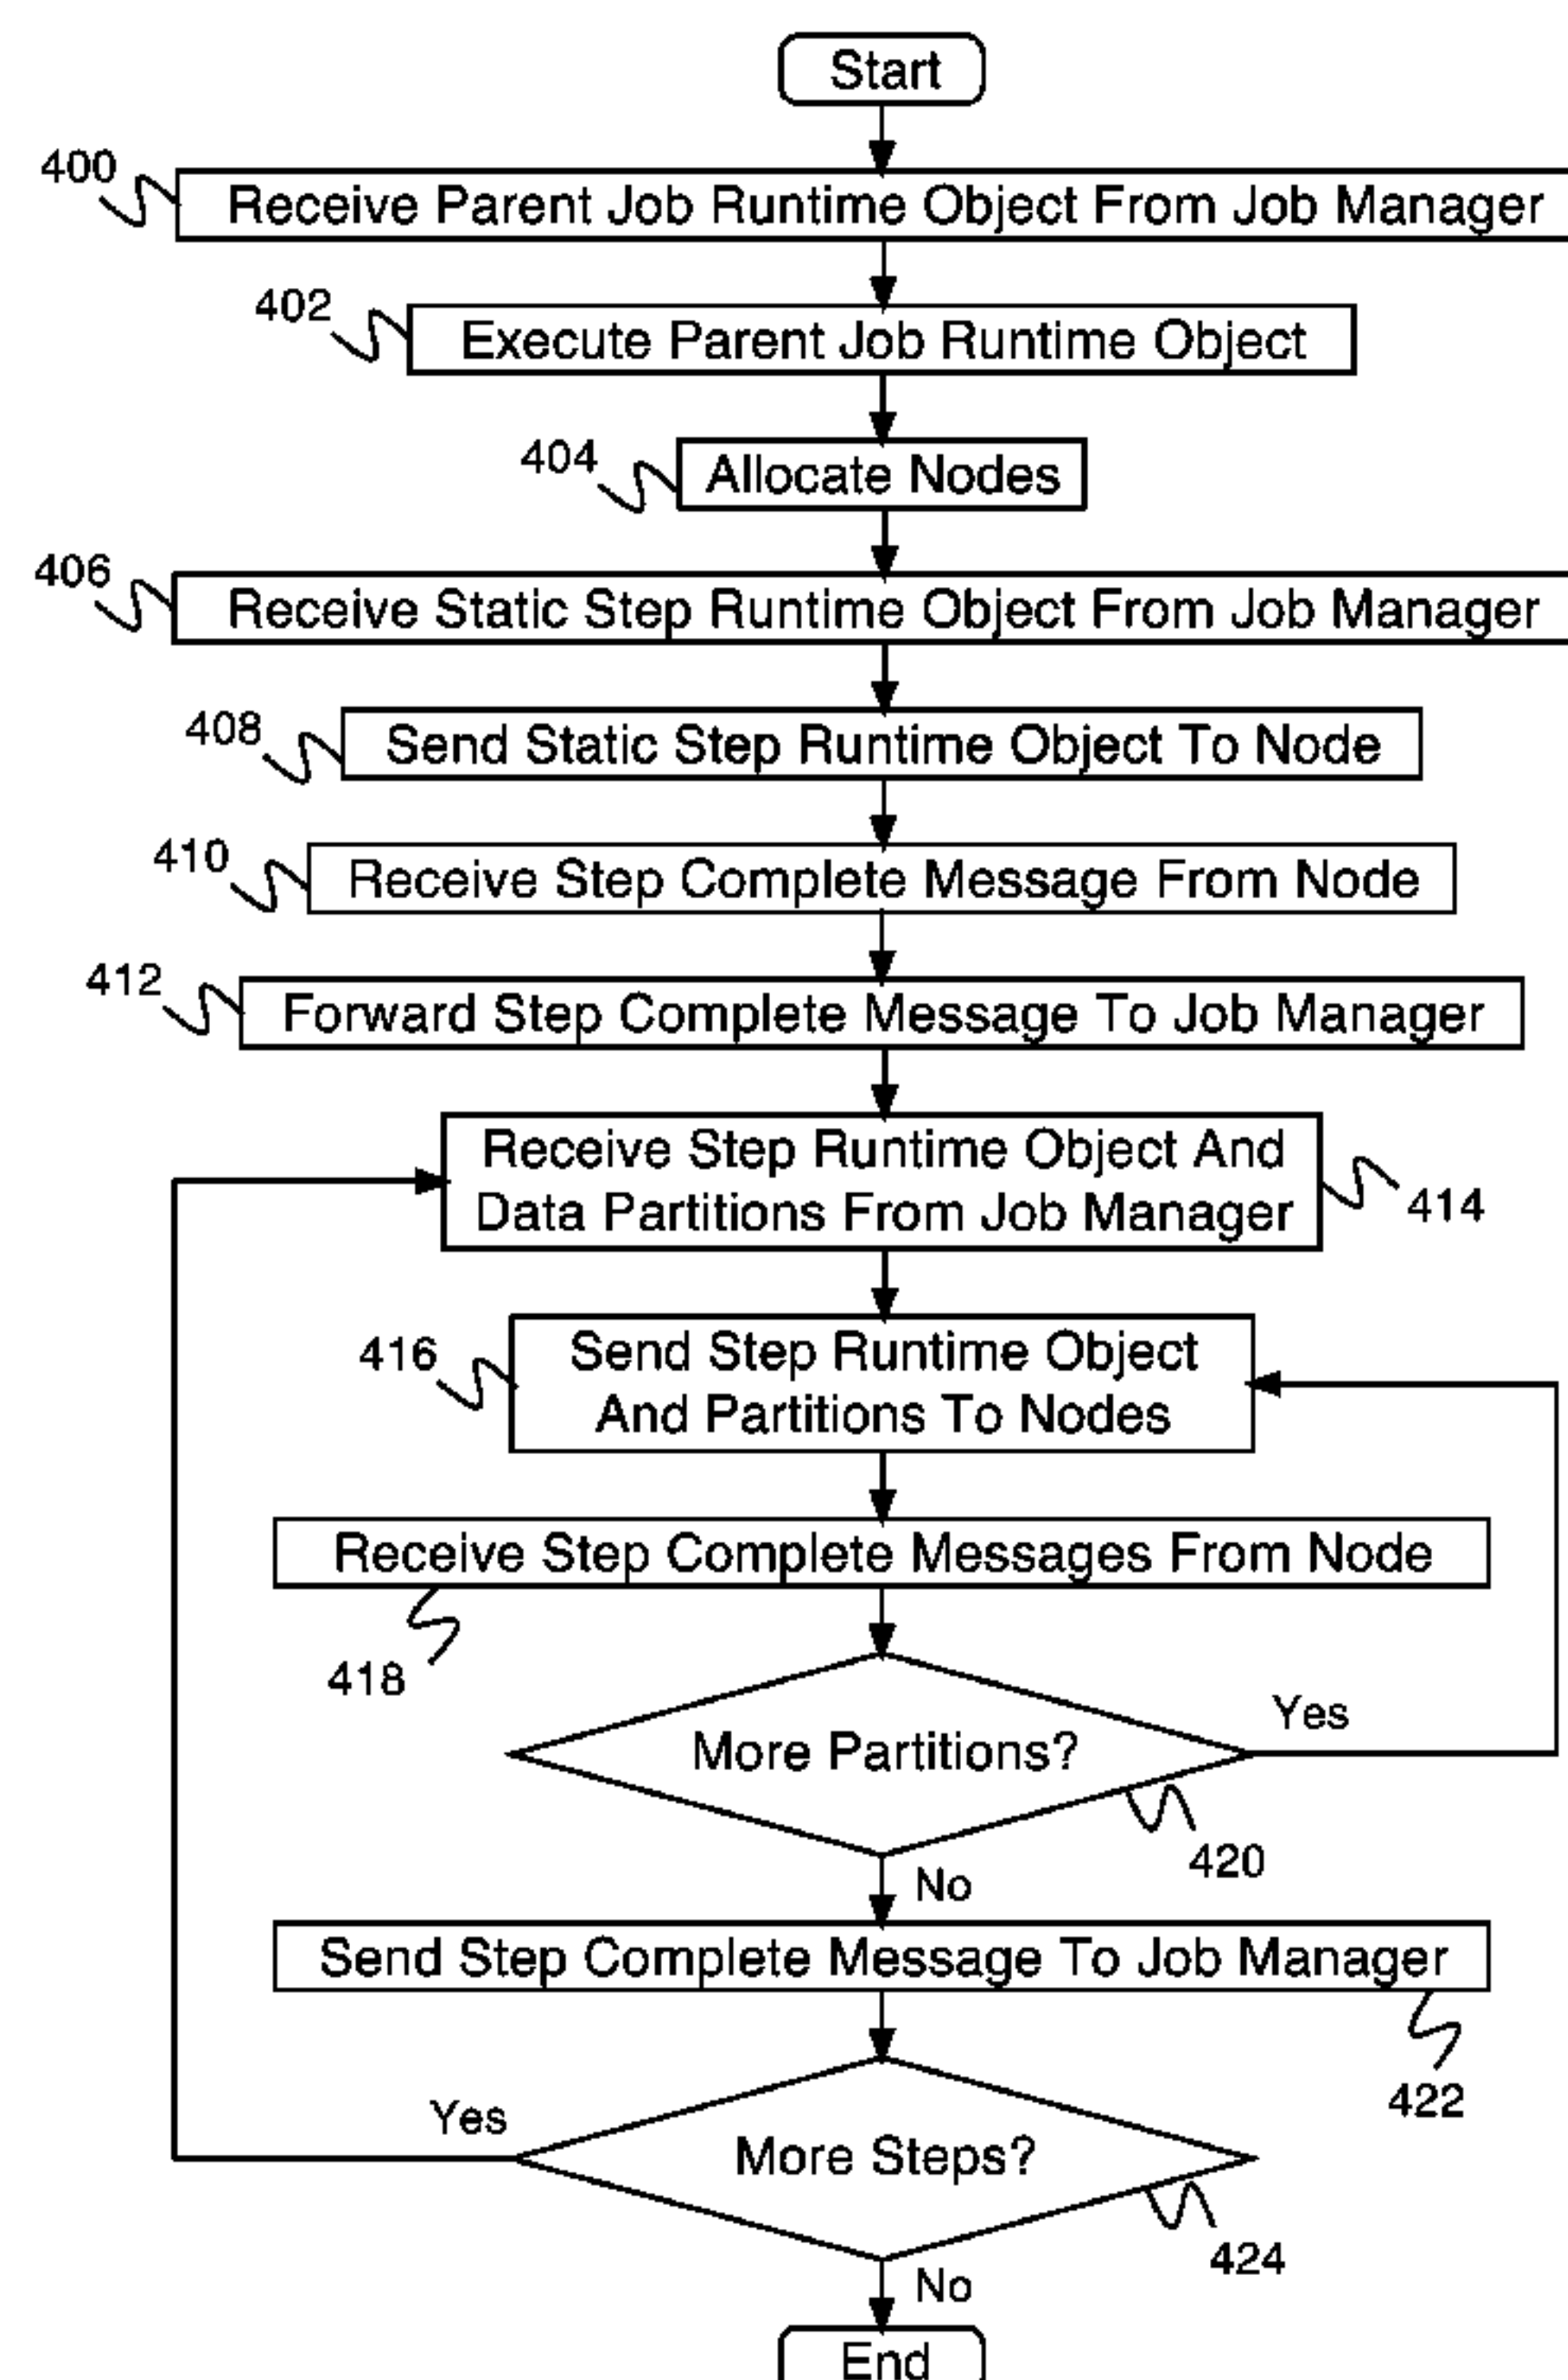 Start
400
Receive Parent Job Runtime Object From Job Manager
402
Execute Parent Job Runtime Object
404
Allocate Nodes
406
Receive Static Step Runtime Object From Job Manager
408
Send Static Step Runtime Object To Node
410
Receive Step Complete Message From Node
412
Forward Step Complete Message To Job Manager
Receive Step Runtime Object And
Data Partitions From Job Manager
414
416
Send Step Runtime Object
And Partitions To Nodes
Receive Step Complete Messages From Node
418
Yes
More Partitions?
420
No
Send Step Complete Message To Job Manager
422
Yes
More Steps?
424
No
End